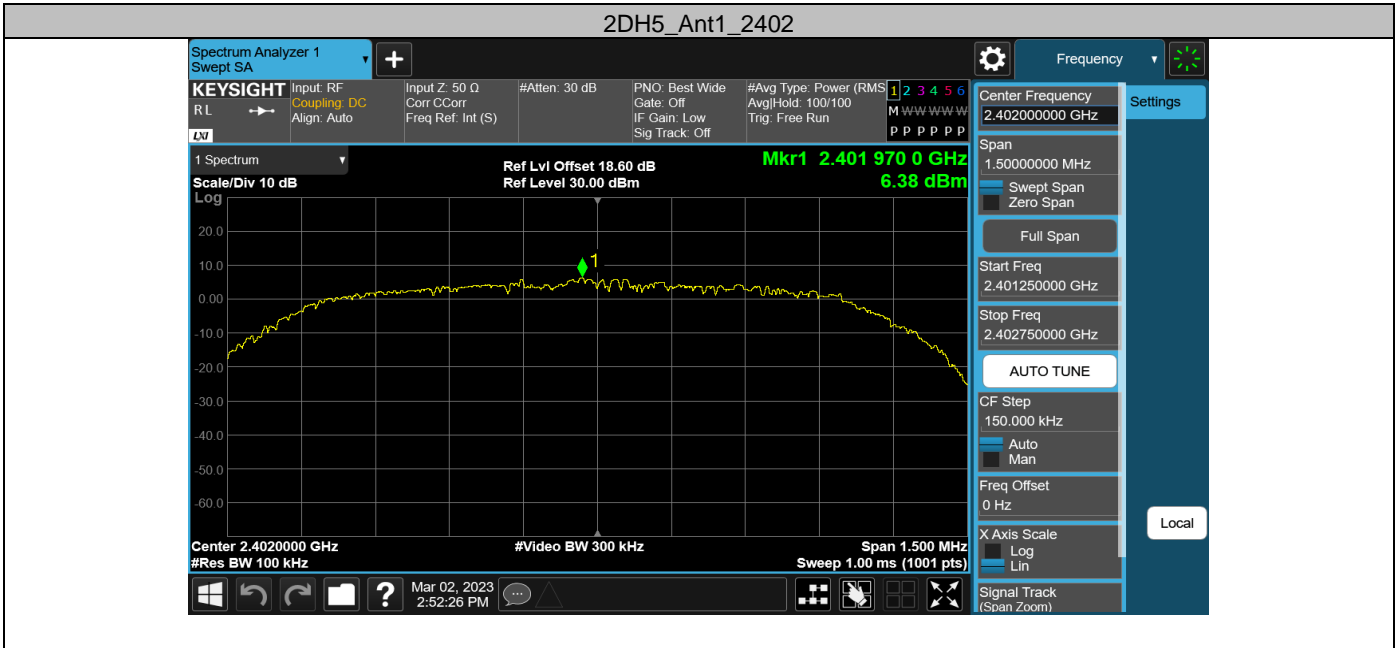 2DH5_Ant1_2402
Spectrum Analyzer 1
Swept SA
Frequency
KEYSIGHT
R L
LXI
Input: RF
Coupling: DC
Align: Auto
Input Z: 50 Ω
Corr CCorr
Freq Ref: Int (S)
#Atten: 30 dB
PNO: Best Wide
Gate: Off
IF Gain: Low
Sig Track: Off
#Avg Type: Power (RMS
Avg|Hold: 100/100
Trig: Free Run
1 2 3 4 5 6
M W W W W W
P P P P P P
1 Spectrum
Scale/Div 10 dB
Log
Ref Lvl Offset 18.60 dB
Ref Level 30.00 dBm
Mkr1 2.401 970 0 GHz
6.38 dBm
20.0
10.0
0.00
-10.0
-20.0
-30.0
-40.0
-50.0
-60.0
1
Center 2.4020000 GHz
#Res BW 100 kHz
#Video BW 300 kHz
Span 1.500 MHz
Sweep 1.00 ms (1001 pts)
Center Frequency
2.402000000 GHz
Settings
Span
1.50000000 MHz
Swept Span
Zero Span
Full Span
Start Freq
2.401250000 GHz
Stop Freq
2.402750000 GHz
AUTO TUNE
CF Step
150.000 kHz
Auto
Man
Freq Offset
0 Hz
X Axis Scale
Log
Lin
Local
Signal Track
(Span Zoom)
?
Mar 02, 2023
2:52:26 PM